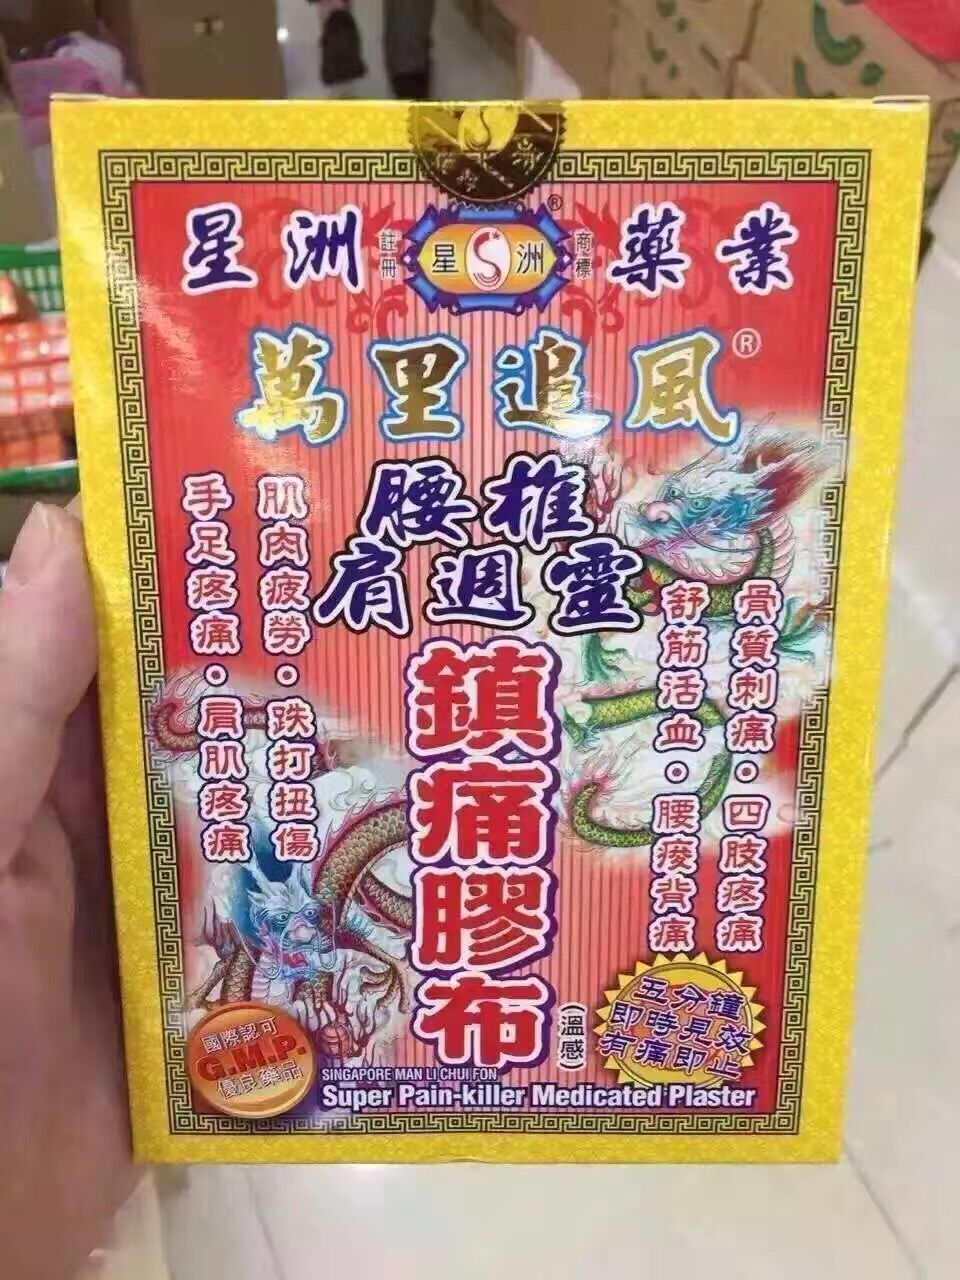 星洲 註冊 星 S 洲® 商標 藥業
萬里追風®
腰椎
肩週靈
鎮痛膠布
(溫感)
骨質刺痛·四肢疼痛
舒筋活血·腰痠背痛
肌肉疲勞·跌打扭傷
手足疼痛·肩肌疼痛
國際認可
G.M.P.
優良藥品
五分鐘
即時見效
有痛即止
SINGAPORE MAN LI CHUI FON
Super Pain-killer Medicated Plaster